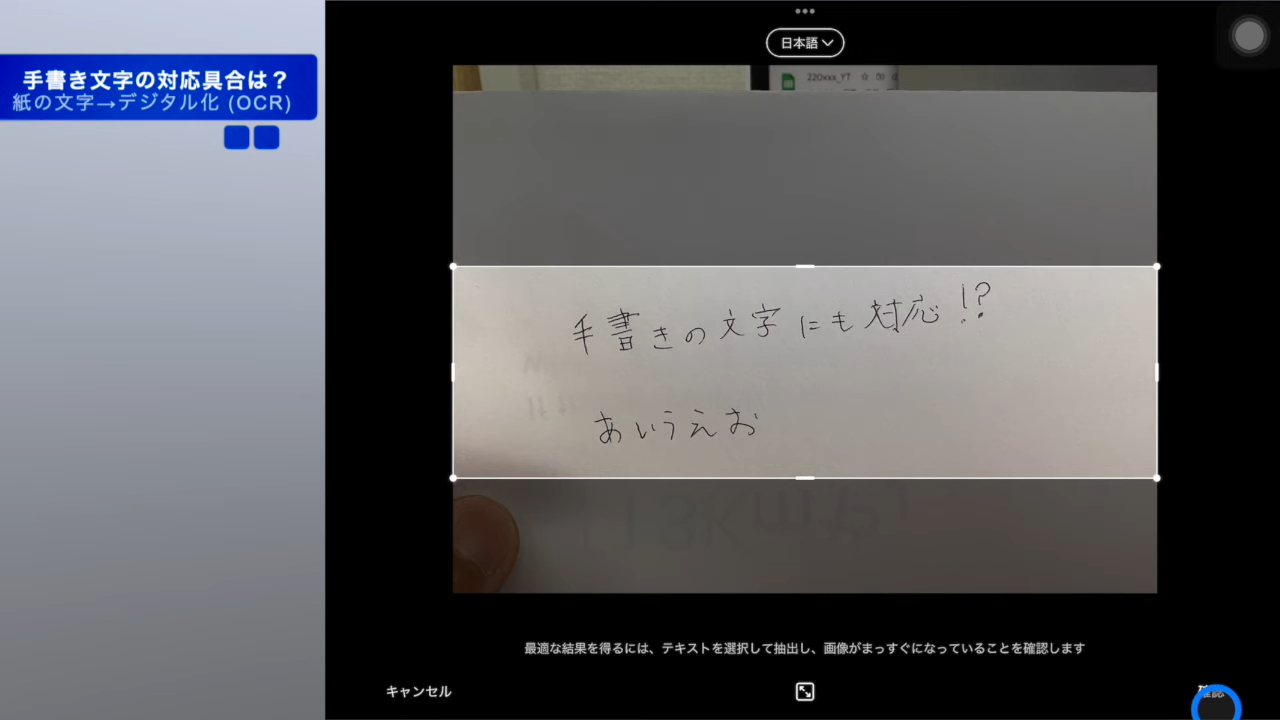 手書き文字の対応具合は？
紙の文字→デジタル化 (OCR)
日本語
22Oxxx_YT
手書きの文字にも対応!?
あいうえお
最適な結果を得るには、テキストを選択して抽出し、画像がまっすぐになっていることを確認します
キャンセル
確認